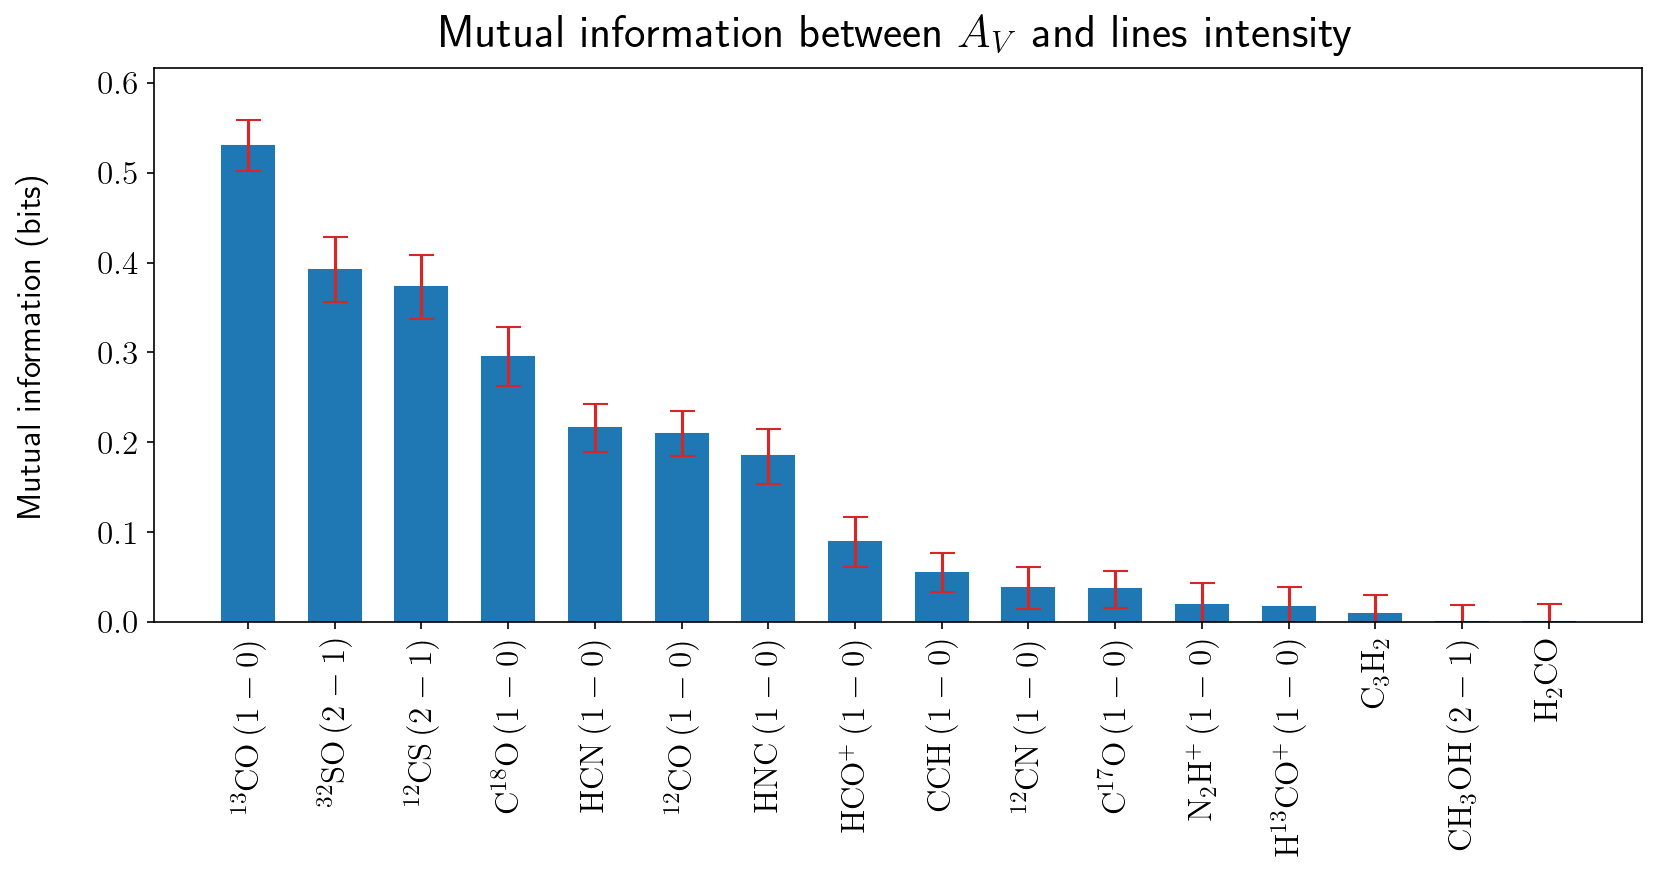 Mutual information between A_V and lines intensity
Mutual information (bits)
0.6
0.5
0.4
0.3
0.2
0.1
0.0
¹³CO (1 − 0)
³²SO (2 − 1)
¹²CS (2 − 1)
C¹⁸O (1 − 0)
HCN (1 − 0)
¹²CO (1 − 0)
HNC (1 − 0)
HCO⁺ (1 − 0)
CCH (1 − 0)
¹²CN (1 − 0)
C¹⁷O (1 − 0)
N₂H⁺ (1 − 0)
H¹³CO⁺ (1 − 0)
C₃H₂
CH₃OH (2 − 1)
H₂CO